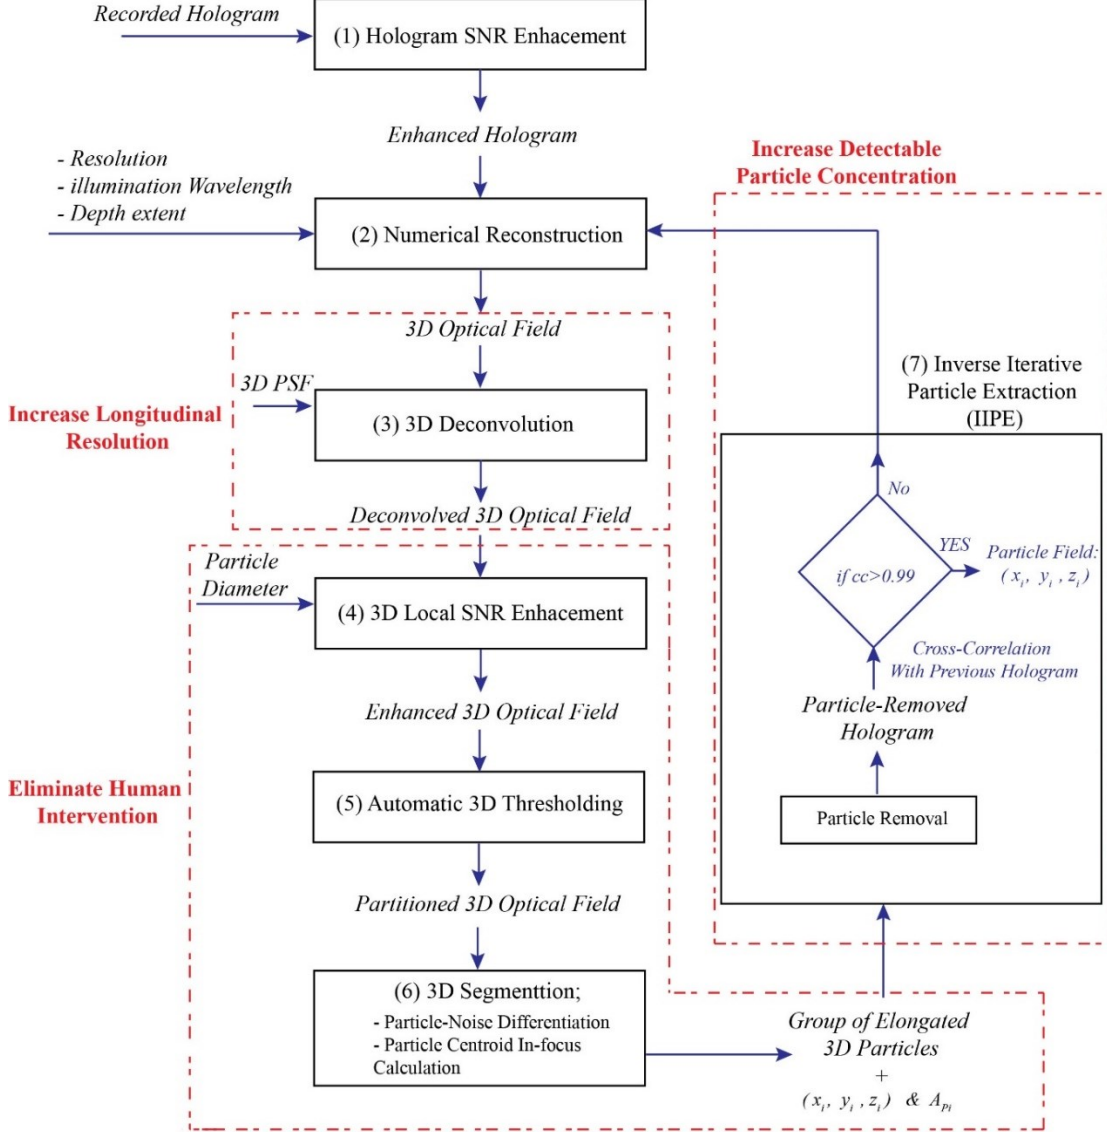 Recorded Hologram
(1) Hologram SNR Enhacement
Enhanced Hologram
- Resolution
- illumination Wavelength
- Depth extent
(2) Numerical Reconstruction
3D Optical Field
3D PSF
(3) 3D Deconvolution
Increase Longitudinal
Resolution
Deconvolved 3D Optical Field
Particle
Diameter
(4) 3D Local SNR Enhacement
Enhanced 3D Optical Field
Eliminate Human
Intervention
(5) Automatic 3D Thresholding
Partitioned 3D Optical Field
(6) 3D Segmenttion;
- Particle-Noise Differentiation
- Particle Centroid In-focus
Calculation
Group of Elongated
3D Particles
+
(xi, yi, zi) & APi
Increase Detectable
Particle Concentration
(7) Inverse Iterative
Particle Extraction
(IIPE)
No
YES
if cc>0.99
Particle Field:
(xi, yi, zi)
Cross-Correlation
With Previous Hologram
Particle-Removed
Hologram
Particle Removal